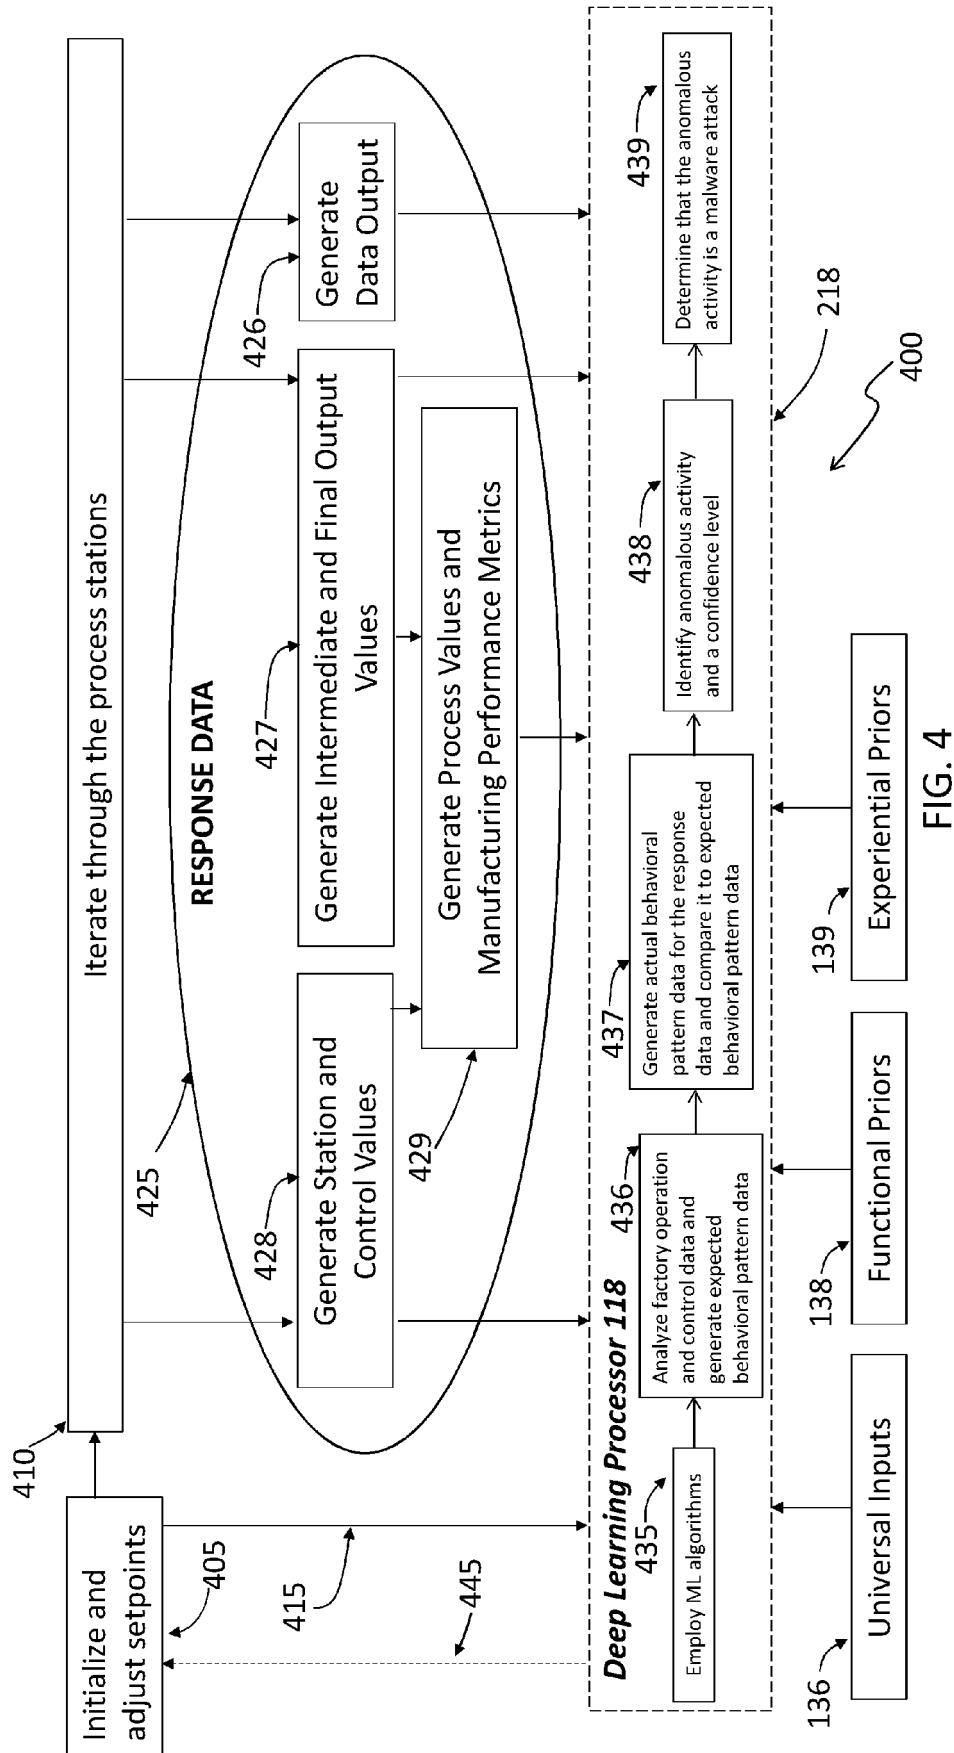 Initialize and
adjust setpoints
405
410
Iterate through the process stations
415
445
425
RESPONSE DATA
428
Generate Station and
Control Values
427
Generate Intermediate and Final Output
Values
426
Generate
Data Output
429
Generate Process Values and
Manufacturing Performance Metrics
Deep Learning Processor 118
435
Employ ML algorithms
436
Analyze factory operation
and control data and
generate expected
behavioral pattern data
437
Generate actual behavioral
pattern data for the response
data and compare it to expected
behavioral pattern data
438
Identify anomalous activity
and a confidence level
439
Determine that the anomalous
activity is a malware attack
218
136
Universal Inputs
138
Functional Priors
139
Experiential Priors
400
FIG. 4